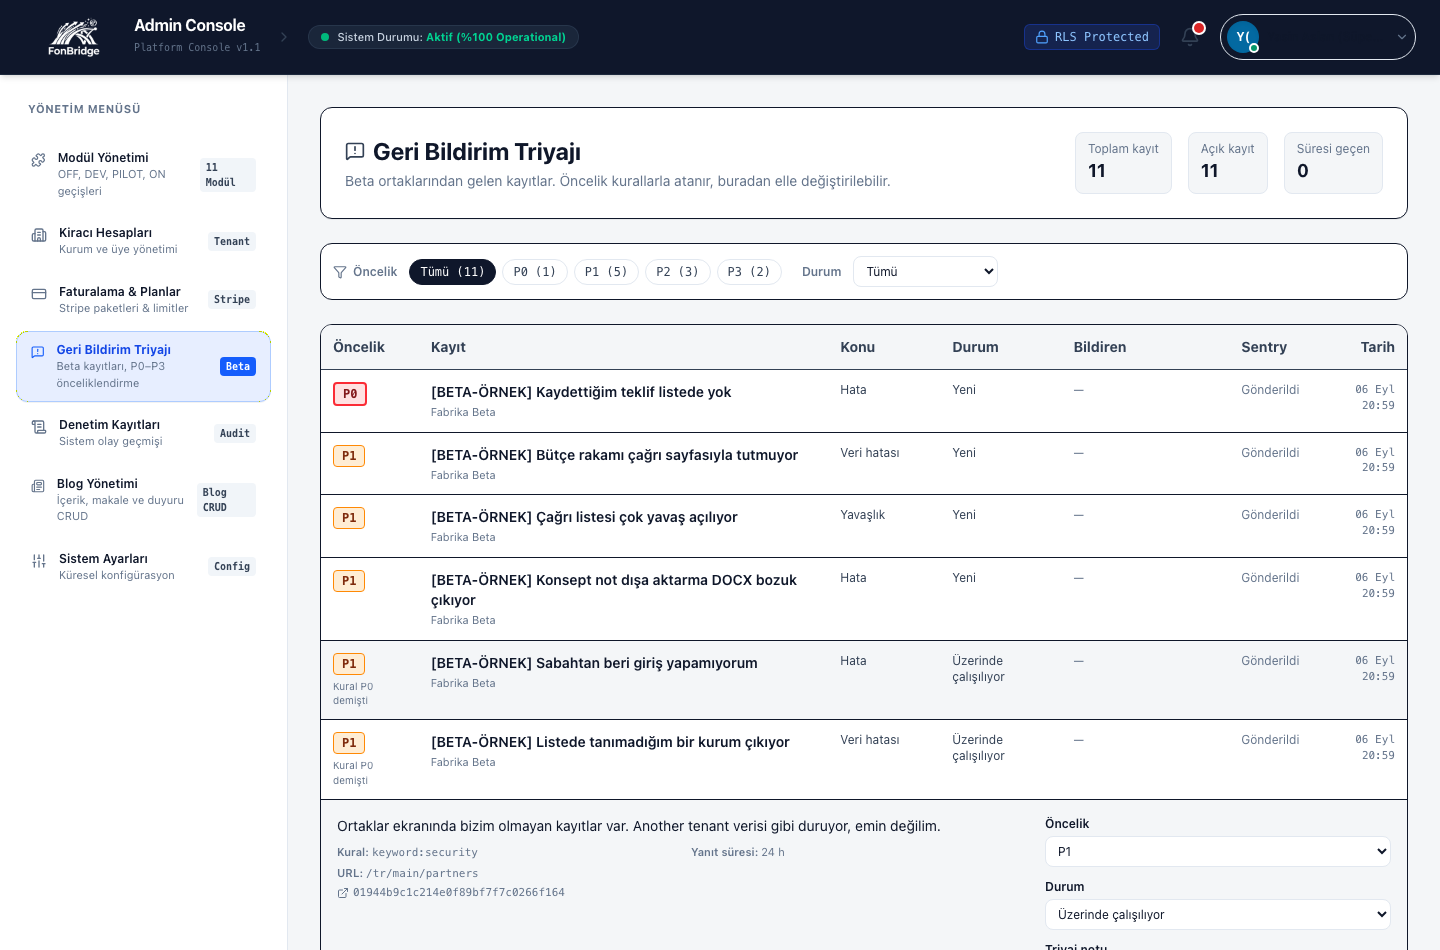 FonBridge
Admin Console
Platform Console v1.1
Sistem Durumu: Aktif (%100 Operational)
RLS Protected
Y(
YÖNETİM MENÜSÜ
Modül Yönetimi
OFF, DEV, PILOT, ON
geçişleri
11
Modül
Kiracı Hesapları
Kurum ve üye yönetimi
Tenant
Faturalama & Planlar
Stripe paketleri & limitler
Stripe
Geri Bildirim Triyajı
Beta kayıtları, P0–P3
önceliklendirme
Beta
Denetim Kayıtları
Sistem olay geçmişi
Audit
Blog Yönetimi
İçerik, makale ve duyuru
CRUD
Blog
CRUD
Sistem Ayarları
Küresel konfigürasyon
Config
Geri Bildirim Triyajı
Beta ortaklarından gelen kayıtlar. Öncelik kurallarla atanır, buradan elle değiştirilebilir.
Toplam kayıt
11
Açık kayıt
11
Süresi geçen
0
Öncelik
Tümü (11)
P0 (1)
P1 (5)
P2 (3)
P3 (2)
Durum
Tümü
Öncelik Kayıt Konu Durum Bildiren Sentry Tarih
P0 [BETA-ÖRNEK] Kaydettiğim teklif listede yok Hata Yeni — Gönderildi 06 Eyl
Fabrika Beta 20:59
P1 [BETA-ÖRNEK] Bütçe rakamı çağrı sayfasıyla tutmuyor Veri hatası Yeni — Gönderildi 06 Eyl
Fabrika Beta 20:59
P1 [BETA-ÖRNEK] Çağrı listesi çok yavaş açılıyor Yavaşlık Yeni — Gönderildi 06 Eyl
Fabrika Beta 20:59
P1 [BETA-ÖRNEK] Konsept not dışa aktarma DOCX bozuk Hata Yeni — Gönderildi 06 Eyl
çıkıyor 20:59
Fabrika Beta
P1 [BETA-ÖRNEK] Sabahtan beri giriş yapamıyorum Hata Üzerinde — Gönderildi 06 Eyl
Kural P0 Fabrika Beta çalışılıyor 20:59
demişti
P1 [BETA-ÖRNEK] Listede tanımadığım bir kurum çıkıyor Veri hatası Üzerinde — Gönderildi 06 Eyl
Kural P0 Fabrika Beta çalışılıyor 20:59
demişti
Ortaklar ekranında bizim olmayan kayıtlar var. Another tenant verisi gibi duruyor, emin değilim.
Kural: keyword:security
Yanıt süresi: 24 h
URL: /tr/main/partners
01944b9c1c214e0f89bf7f7c0266f164
Öncelik
P1
Durum
Üzerinde çalışılıyor
Triyaj notu